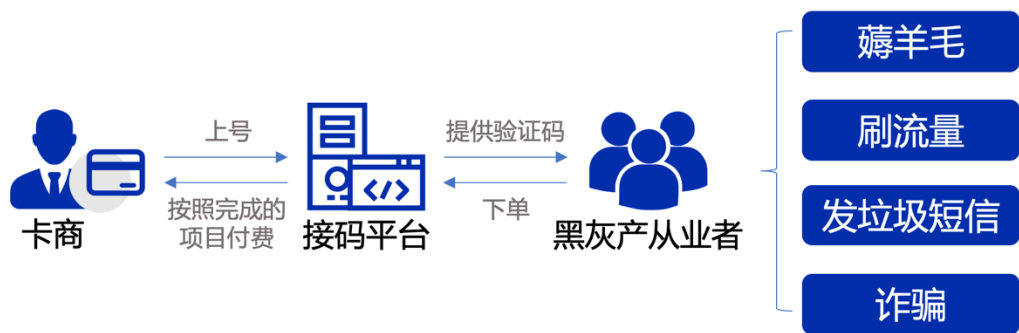 薅羊毛
刷流量
发垃圾短信
诈骗
上号
按照完成的
项目付费
提供验证码
下单
卡商
接码平台
黑灰产从业者
</>